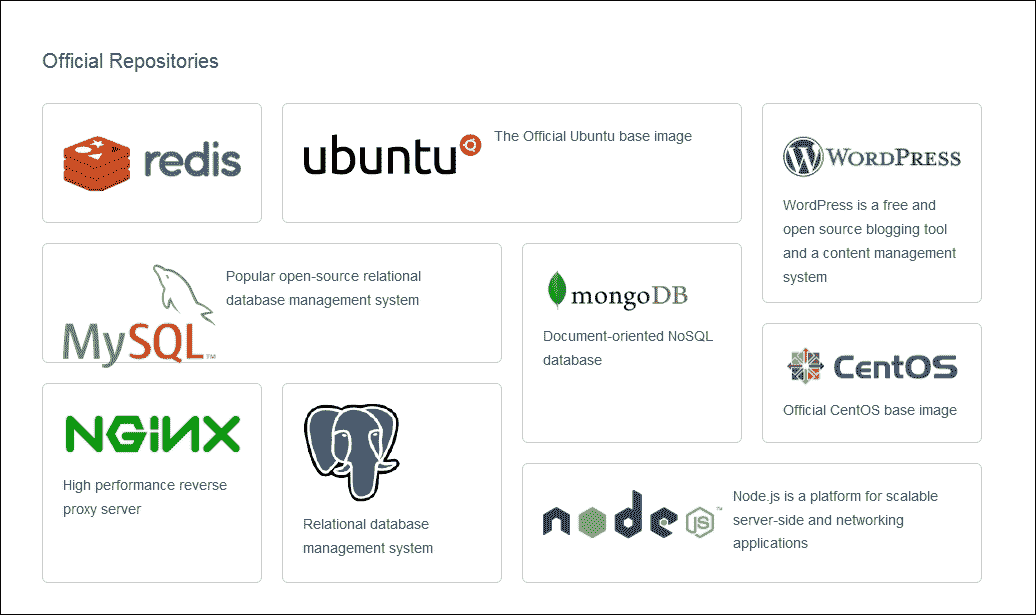 Official Repositories
redis
ubuntu
The Official Ubuntu base image
WORDPRESS
WordPress is a free and
open source blogging tool
and a content management
system
MySQL™
Popular open-source relational
database management system
mongoDB
Document-oriented NoSQL
database
CentOS
Official CentOS base image
NGiNX
High performance reverse
proxy server
Relational database
management system
node JS™
Node.js is a platform for scalable
server-side and networking
applications